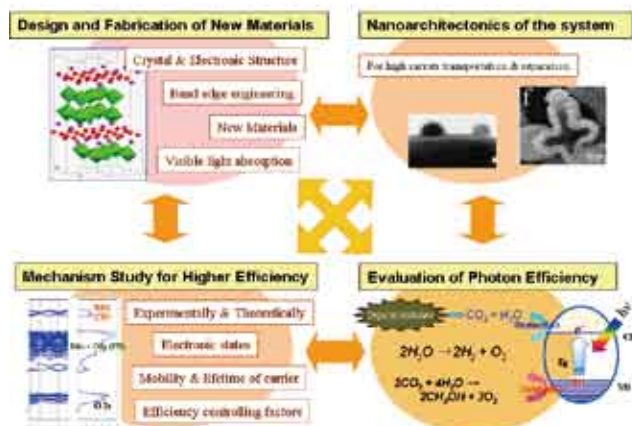 Design and Fabrication of New Materials
Crystal & Electronic Structure
Band edge engineering
New Materials
Visible light absorption
Nanoarchitectonics of the system
For high carrier transportation & separation
Mechanism Study for Higher Efficiency
Experimentally & Theoretically
Electronic states
Mobility & lifetime of carrier
Efficiency controlling factors
Evaluation of Photon Efficiency
CO₂ + H₂O
2H₂O → 2H₂ + O₂
2CO₂ + 4H₂O →
2CH₃OH + 3O₂